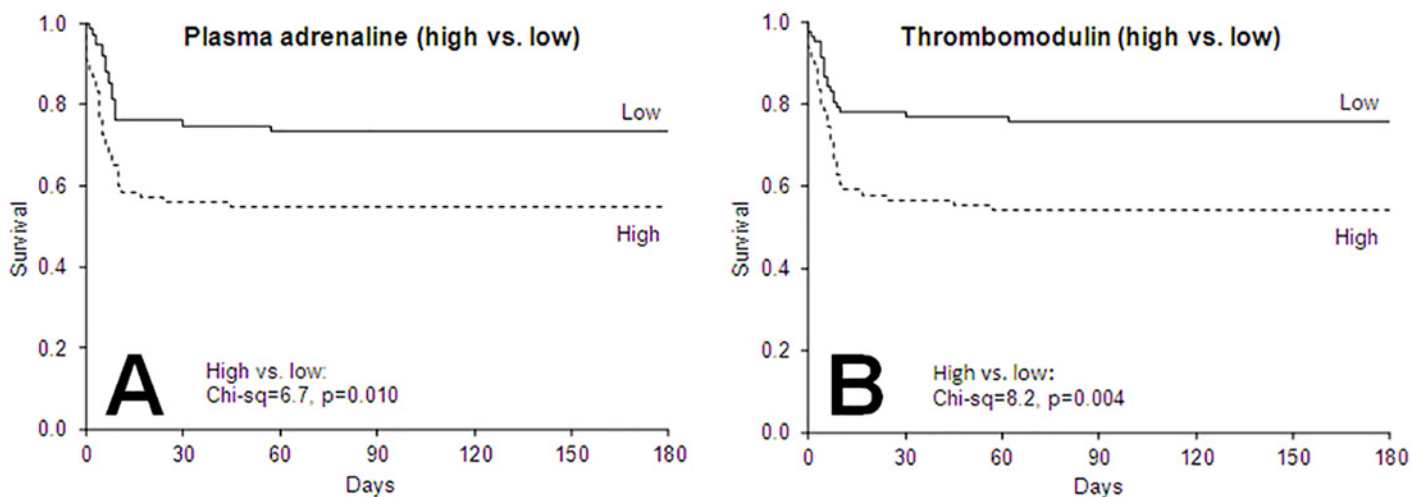 Plasma adrenaline (high vs. low)
1.0
0.8
0.6
0.4
0.2
0.0
Survival
Low
High
A
High vs. low:
Chi-sq=6.7, p=0.010
0 30 60 90 120 150 180
Days
Thrombomodulin (high vs. low)
1.0
0.8
0.6
0.4
0.2
0.0
Survival
Low
High
B
High vs. low:
Chi-sq=8.2, p=0.004
0 30 60 90 120 150 180
Days